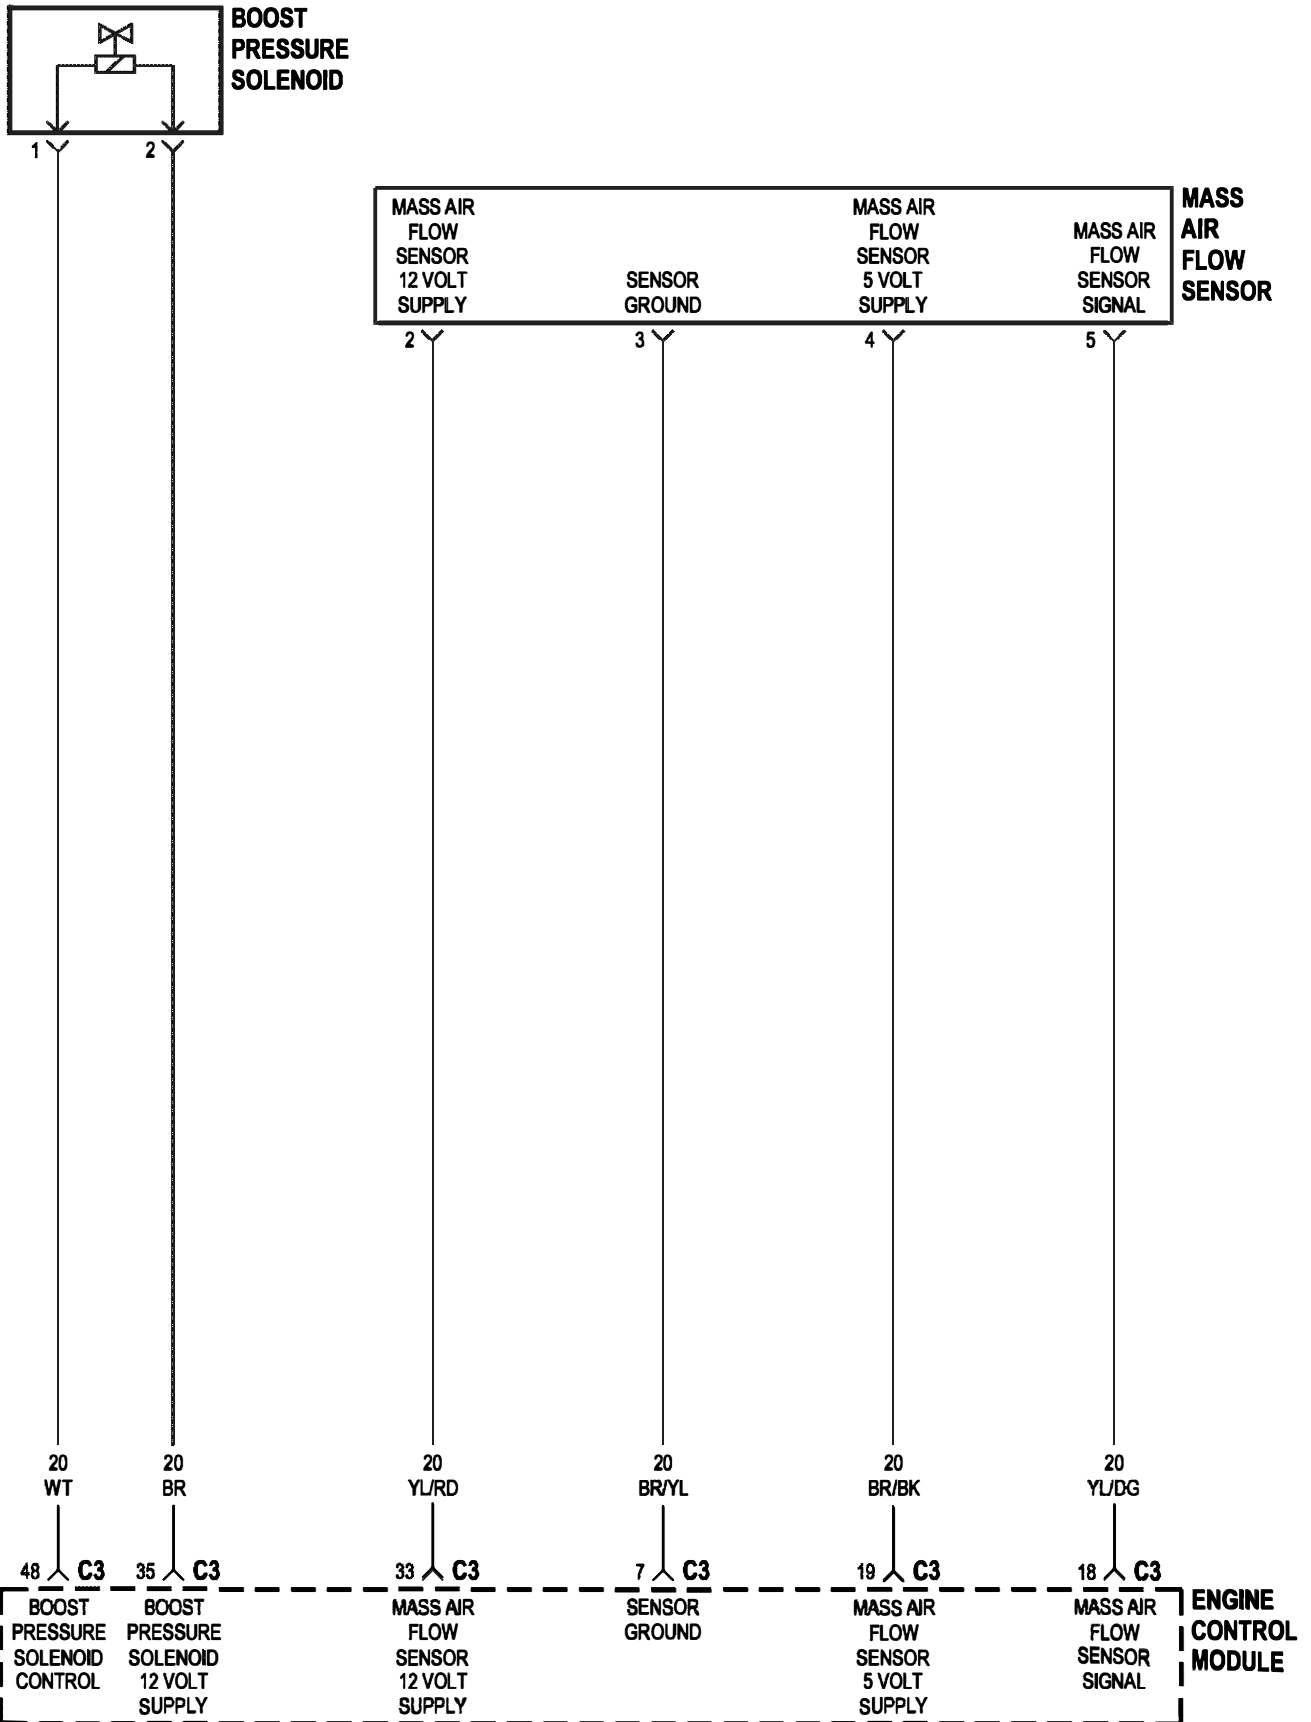 BOOST
PRESSURE
SOLENOID
1
2
MASS AIR
FLOW
SENSOR
12 VOLT
SUPPLY
SENSOR
GROUND
MASS AIR
FLOW
SENSOR
5 VOLT
SUPPLY
MASS AIR
FLOW
SENSOR
SIGNAL
MASS
AIR
FLOW
SENSOR
2
3
4
5
20
WT
20
BR
20
YL/RD
20
BR/YL
20
BR/BK
20
YL/DG
48 C3
35 C3
33 C3
7 C3
19 C3
18 C3
BOOST
PRESSURE
SOLENOID
CONTROL
BOOST
PRESSURE
SOLENOID
12 VOLT
SUPPLY
MASS AIR
FLOW
SENSOR
12 VOLT
SUPPLY
SENSOR
GROUND
MASS AIR
FLOW
SENSOR
5 VOLT
SUPPLY
MASS AIR
FLOW
SENSOR
SIGNAL
ENGINE
CONTROL
MODULE